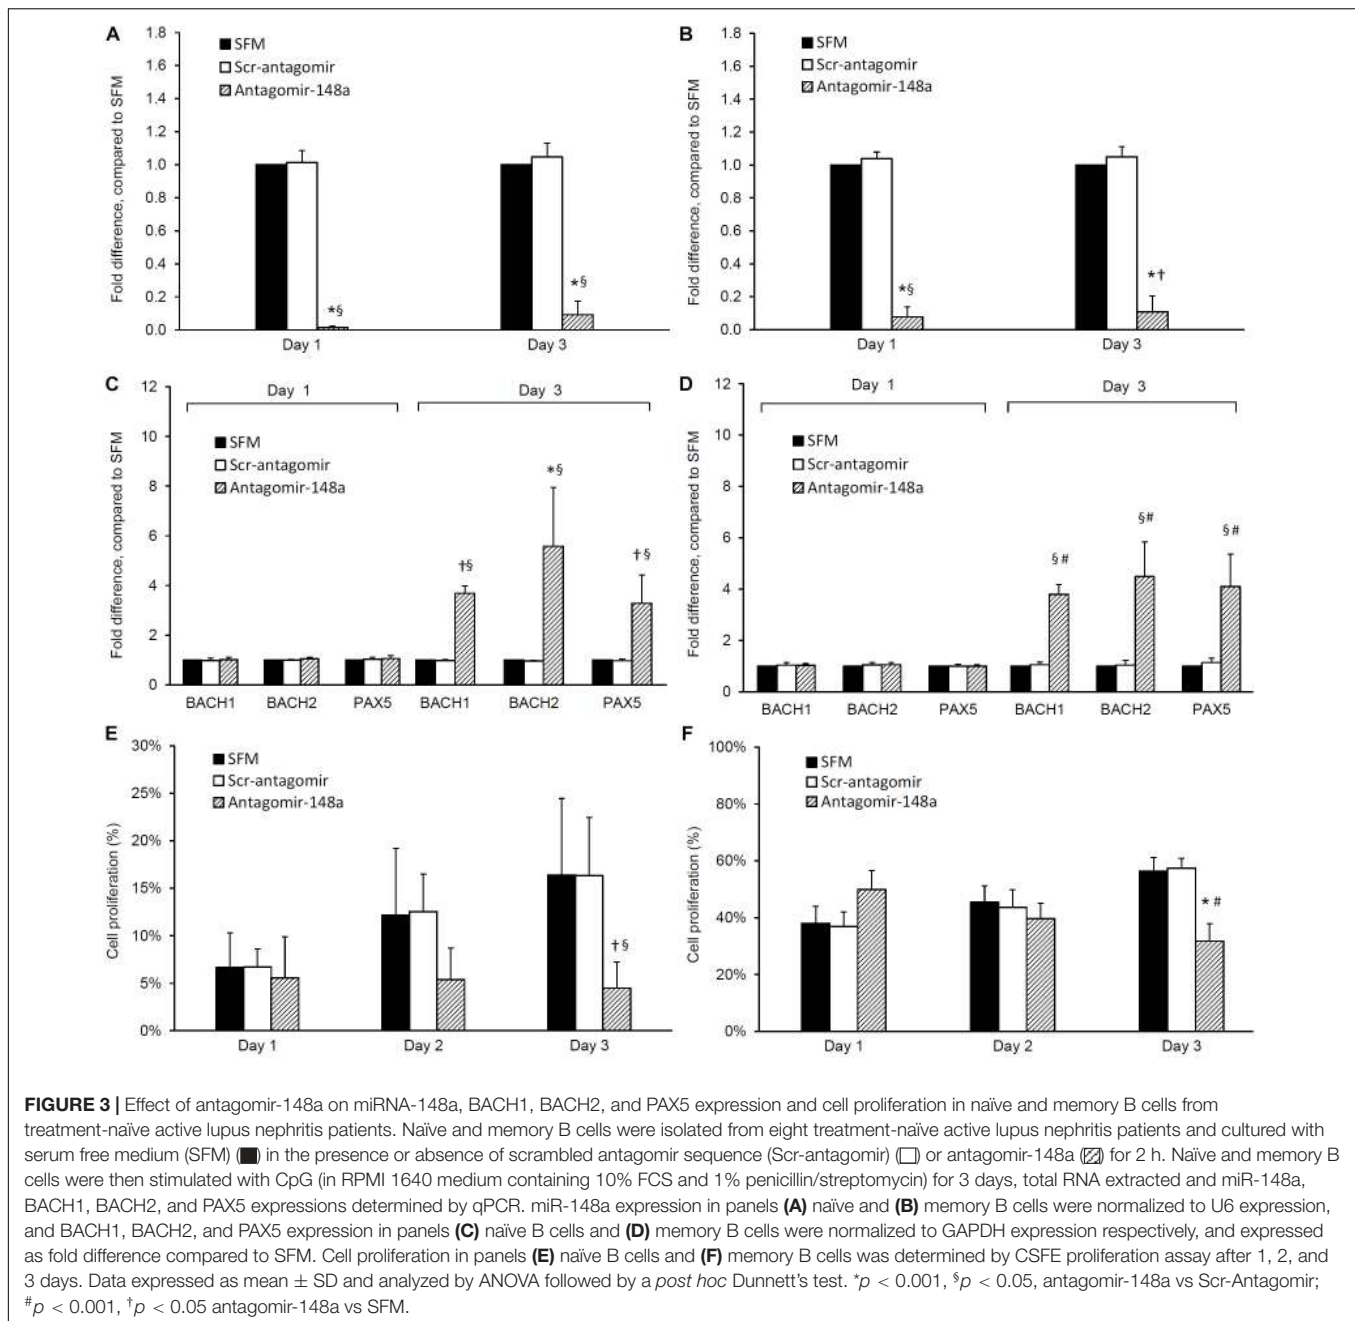 A
SFM
Scr-antagomir
Antagomir-148a
Fold difference, compared to SFM
1.8
1.6
1.4
1.2
1.0
0.8
0.6
0.4
0.2
0.0
*§
*§
Day 1
Day 3
B
SFM
Scr-antagomir
Antagomir-148a
Fold difference, compared to SFM
1.8
1.6
1.4
1.2
1.0
0.8
0.6
0.4
0.2
0.0
*§
*†
Day 1
Day 3
C
Day 1
Day 3
SFM
Scr-antagomir
Antagomir-148a
Fold difference, compared to SFM
12
10
8
6
4
2
0
†§
*§
†§
BACH1
BACH2
PAX5
BACH1
BACH2
PAX5
D
Day 1
Day 3
SFM
Scr-antagomir
Antagomir-148a
Fold difference, compared to SFM
12
10
8
6
4
2
0
§#
§#
§#
BACH1
BACH2
PAX5
BACH1
BACH2
PAX5
E
SFM
Scr-antagomir
Antagomir-148a
Cell proliferation (%)
30%
25%
20%
15%
10%
5%
0%
†§
Day 1
Day 2
Day 3
F
SFM
Scr-antagomir
Antagomir-148a
Cell proliferation (%)
100%
80%
60%
40%
20%
0%
*#
Day 1
Day 2
Day 3
FIGURE 3 | Effect of antagomir-148a on miRNA-148a, BACH1, BACH2, and PAX5 expression and cell proliferation in naïve and memory B cells from
treatment-naïve active lupus nephritis patients. Naïve and memory B cells were isolated from eight treatment-naïve active lupus nephritis patients and cultured with
serum free medium (SFM) (■) in the presence or absence of scrambled antagomir sequence (Scr-antagomir) (□) or antagomir-148a (▨) for 2 h. Naïve and memory B
cells were then stimulated with CpG (in RPMI 1640 medium containing 10% FCS and 1% penicillin/streptomycin) for 3 days, total RNA extracted and miR-148a,
BACH1, BACH2, and PAX5 expressions determined by qPCR. miR-148a expression in panels (A) naïve and (B) memory B cells were normalized to U6 expression,
and BACH1, BACH2, and PAX5 expression in panels (C) naïve B cells and (D) memory B cells were normalized to GAPDH expression respectively, and expressed
as fold difference compared to SFM. Cell proliferation in panels (E) naïve B cells and (F) memory B cells was determined by CSFE proliferation assay after 1, 2, and
3 days. Data expressed as mean ± SD and analyzed by ANOVA followed by a post hoc Dunnett's test. *p < 0.001, §p < 0.05, antagomir-148a vs Scr-Antagomir;
#p < 0.001, †p < 0.05 antagomir-148a vs SFM.